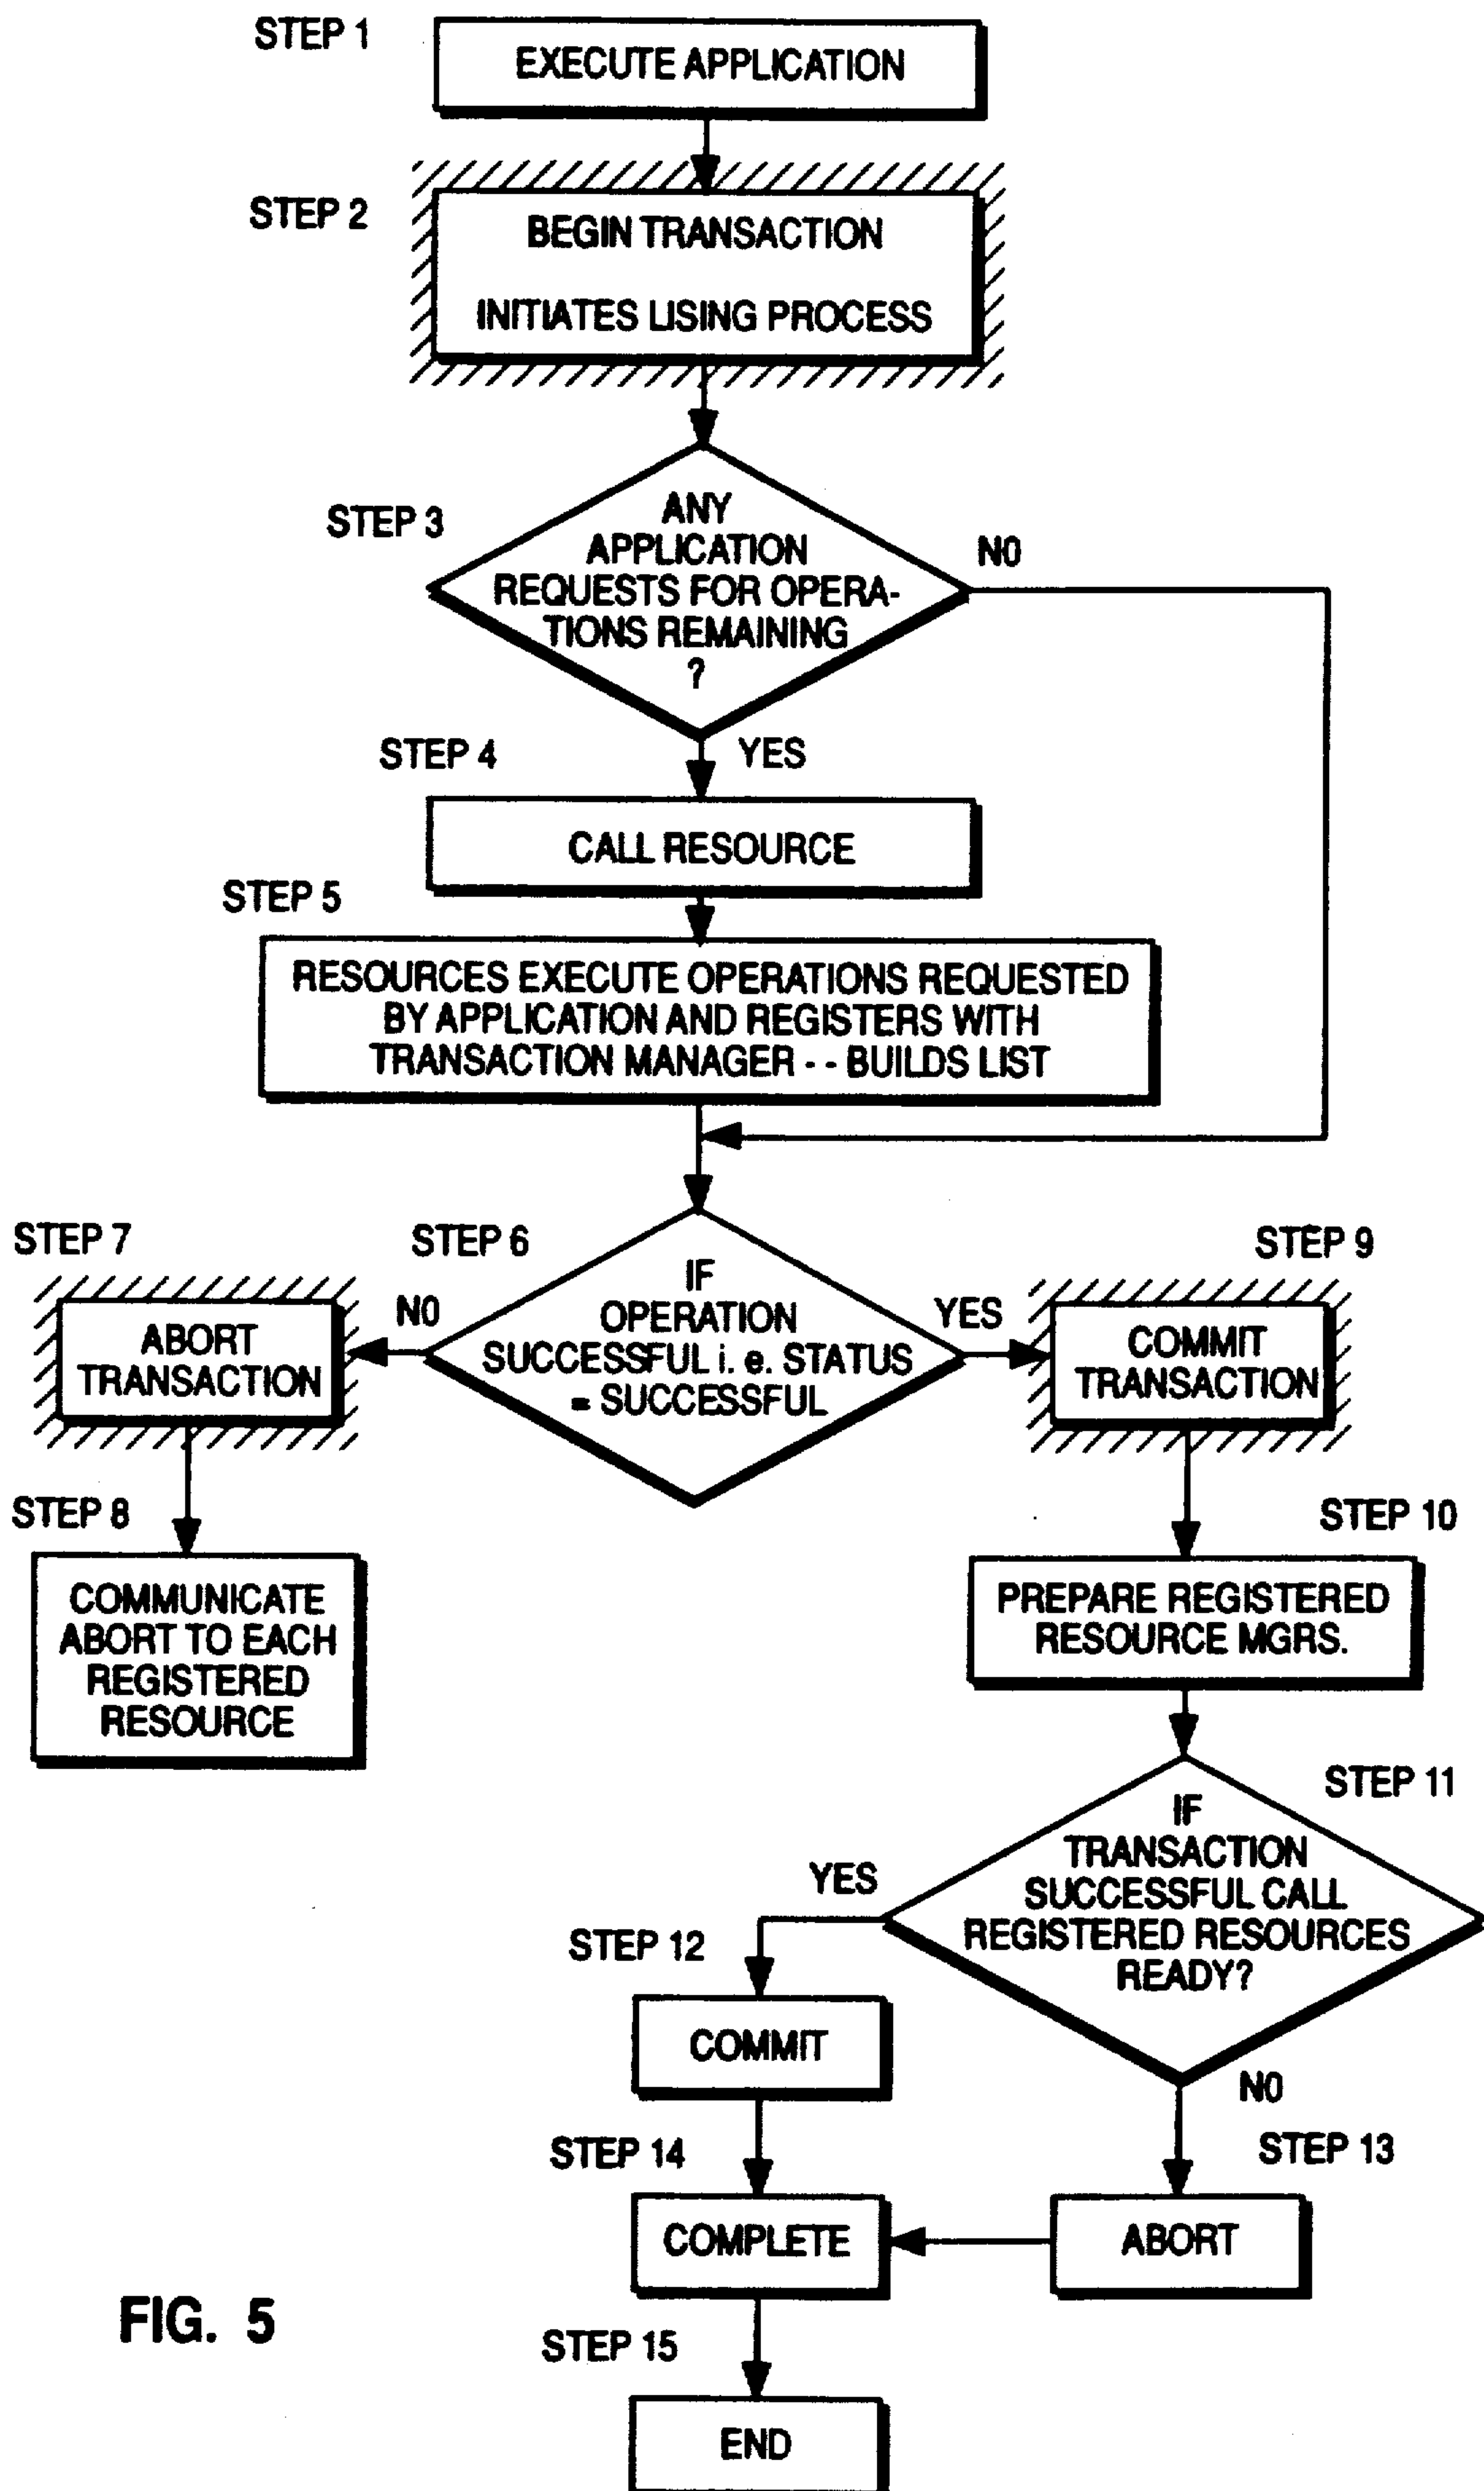 STEP 1
EXECUTE APPLICATION
STEP 2
BEGIN TRANSACTION
INITIATES LISING PROCESS
STEP 3
ANY
APPLICATION
REQUESTS FOR OPERA-
TIONS REMAINING
?
NO
YES
STEP 4
CALL RESOURCE
STEP 5
RESOURCES EXECUTE OPERATIONS REQUESTED
BY APPLICATION AND REGISTERS WITH
TRANSACTION MANAGER - - BUILDS LIST
STEP 6
IF
OPERATION
SUCCESSFUL i. e. STATUS
= SUCCESSFUL
NO
YES
STEP 7
ABORT
TRANSACTION
STEP 8
COMMUNICATE
ABORT TO EACH
REGISTERED
RESOURCE
STEP 9
COMMIT
TRANSACTION
STEP 10
PREPARE REGISTERED
RESOURCE MGRS.
STEP 11
IF
TRANSACTION
SUCCESSFUL CALL
REGISTERED RESOURCES
READY?
YES
NO
STEP 12
COMMIT
STEP 13
ABORT
STEP 14
COMPLETE
STEP 15
END
FIG. 5